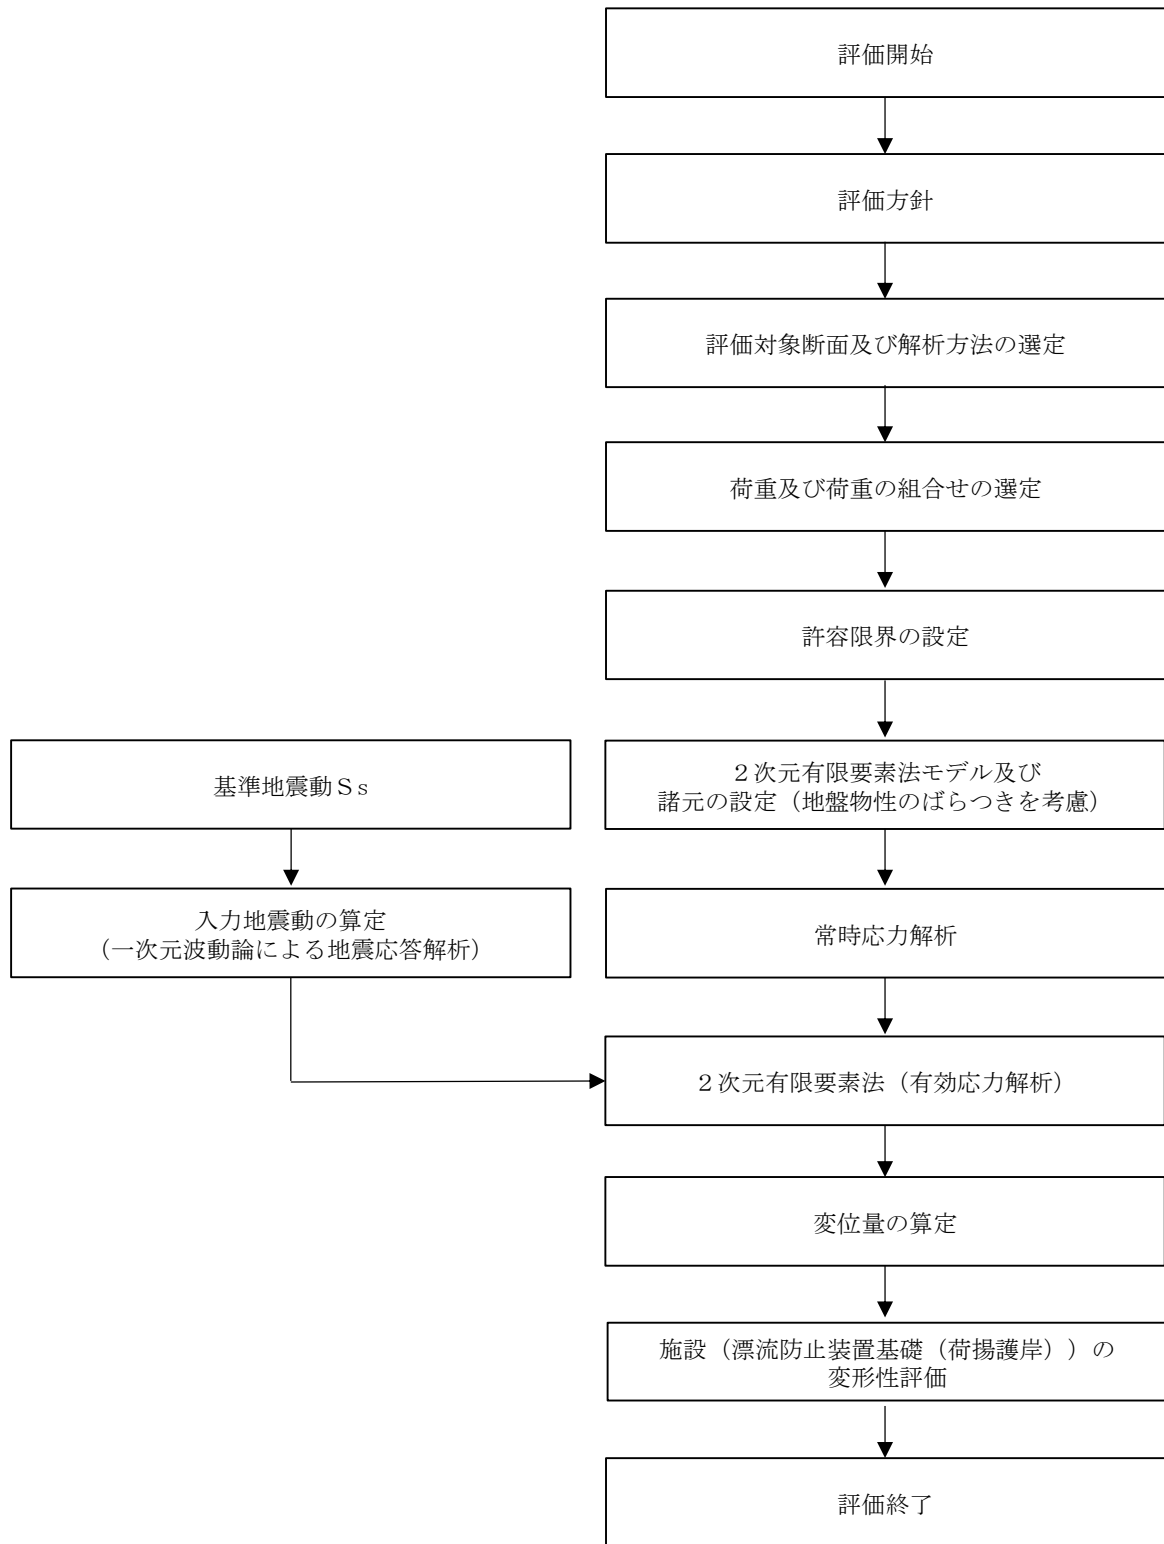 評価開始
評価方針
評価対象断面及び解析方法の選定
荷重及び荷重の組合せの選定
許容限界の設定
基準地震動Ss
2次元有限要素法モデル及び
諸元の設定（地盤物性のばらつきを考慮）
入力地震動の算定
（一次元波動論による地震応答解析）
常時応力解析
2次元有限要素法（有効応力解析）
変位量の算定
施設（漂流防止装置基礎（荷揚護岸））の
変形性評価
評価終了